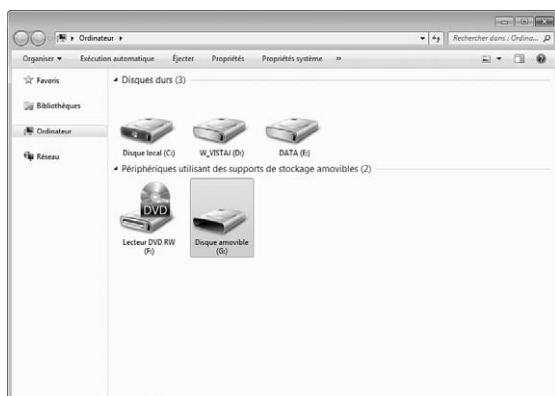 Ordinateur
Rechercher dans : Ordina...
Organiser Exécution automatique Éjecter Propriétés Propriétés système »
Favoris
Bibliothèques
Ordinateur
Réseau
Disques durs (3)
Disque local (C:)
W_VISTAI (D:)
DATA (E:)
Périphériques utilisant des supports de stockage amovibles (2)
DVD
Lecteur DVD RW
(F:)
Disque amovible
(G:)